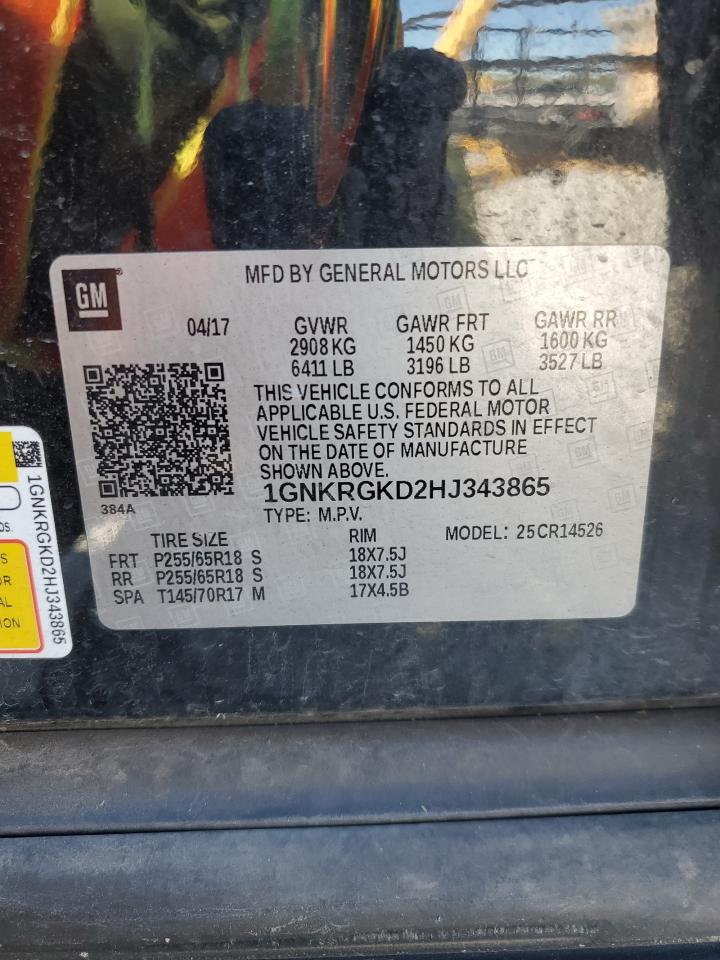 GM
MFD BY GENERAL MOTORS LLC
04/17
GVWR GAWR FRT GAWR RR
2908 KG 1450 KG 1600 KG
6411 LB 3196 LB 3527 LB
THIS VEHICLE CONFORMS TO ALL
APPLICABLE U.S. FEDERAL MOTOR
VEHICLE SAFETY STANDARDS IN EFFECT
ON THE DATE OF MANUFACTURE
SHOWN ABOVE.
384A
1GNKRGKD2HJ343865
TYPE: M.P.V.
MODEL: 25CR14526
TIRE SIZE RIM
FRT P255/65R18 S 18X7.5J
RR P255/65R18 S 18X7.5J
SPA T145/70R17 M 17X4.5B
1GNKRGKD2HJ343865